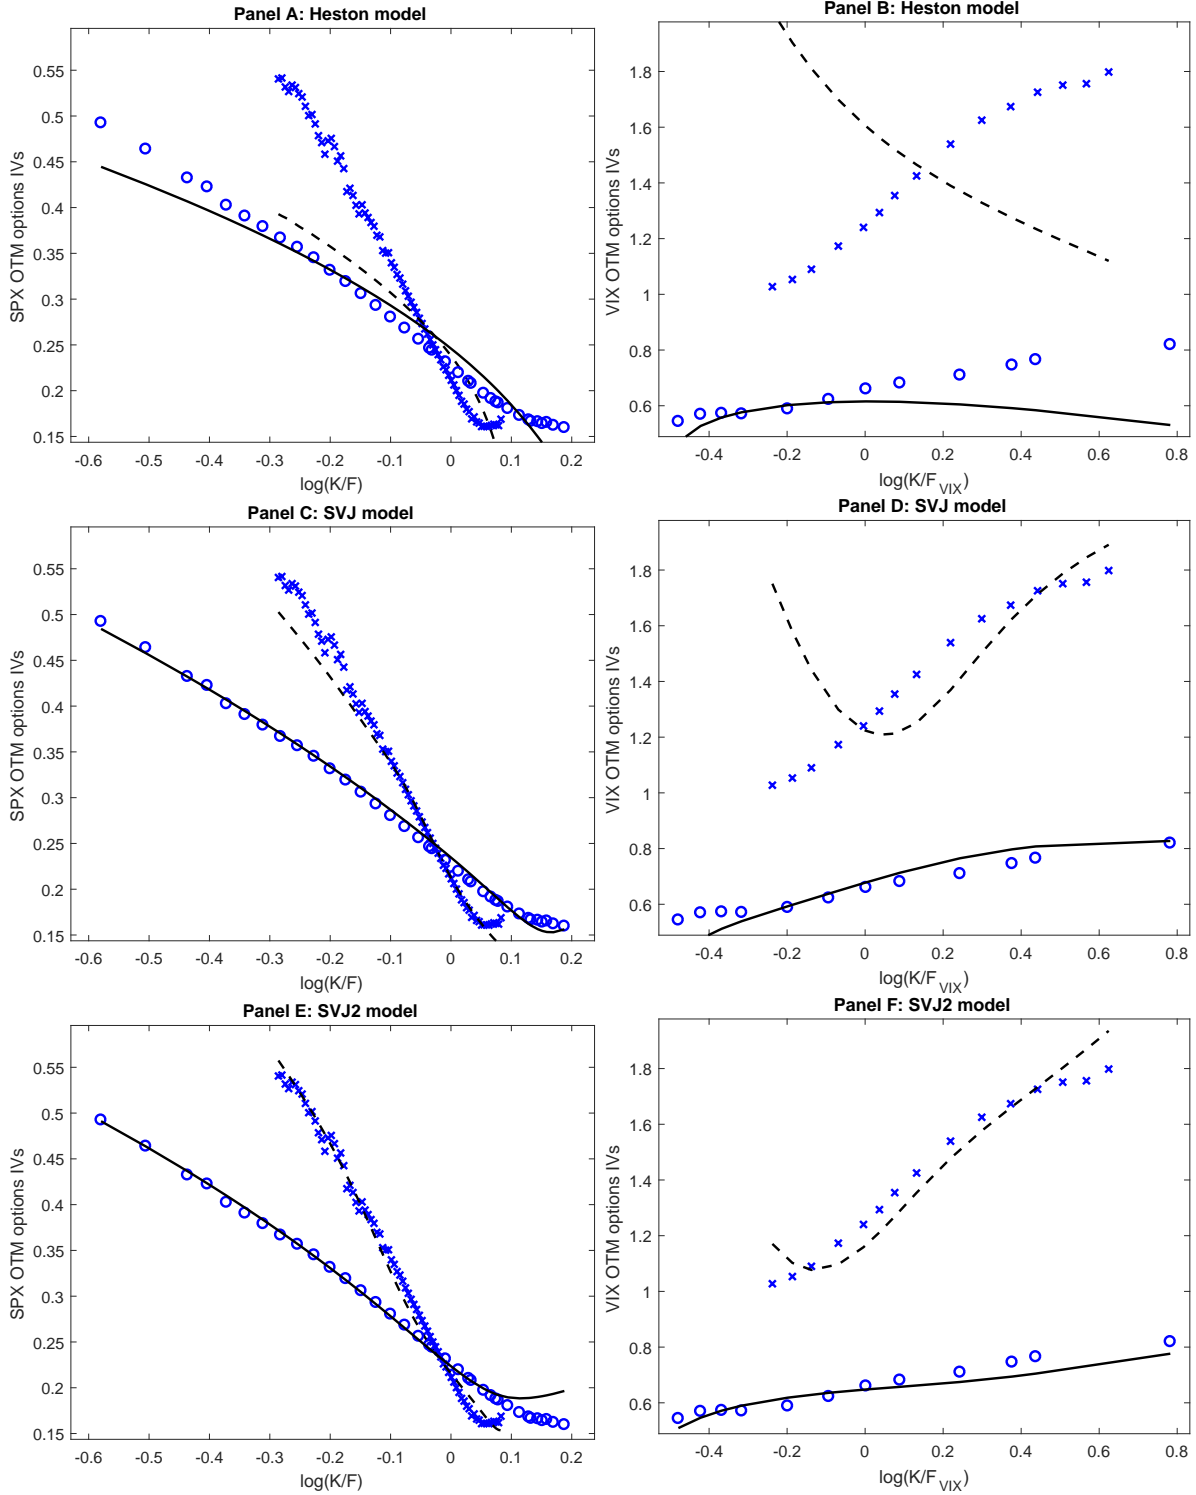 Panel A: Heston model
0.55
0.5
0.45
0.4
0.35
0.3
0.25
0.2
0.15
SPX OTM options IVs
-0.6 -0.5 -0.4 -0.3 -0.2 -0.1 0 0.1 0.2
log(K/F)
Panel B: Heston model
1.8
1.6
1.4
1.2
1
0.8
0.6
VIX OTM options IVs
-0.4 -0.2 0 0.2 0.4 0.6 0.8
log(K/F_VIX)
Panel C: SVJ model
0.55
0.5
0.45
0.4
0.35
0.3
0.25
0.2
0.15
SPX OTM options IVs
-0.6 -0.5 -0.4 -0.3 -0.2 -0.1 0 0.1 0.2
log(K/F)
Panel D: SVJ model
1.8
1.6
1.4
1.2
1
0.8
0.6
VIX OTM options IVs
-0.4 -0.2 0 0.2 0.4 0.6 0.8
log(K/F_VIX)
Panel E: SVJ2 model
0.55
0.5
0.45
0.4
0.35
0.3
0.25
0.2
0.15
SPX OTM options IVs
-0.6 -0.5 -0.4 -0.3 -0.2 -0.1 0 0.1 0.2
log(K/F)
Panel F: SVJ2 model
1.8
1.6
1.4
1.2
1
0.8
0.6
VIX OTM options IVs
-0.4 -0.2 0 0.2 0.4 0.6 0.8
log(K/F_VIX)